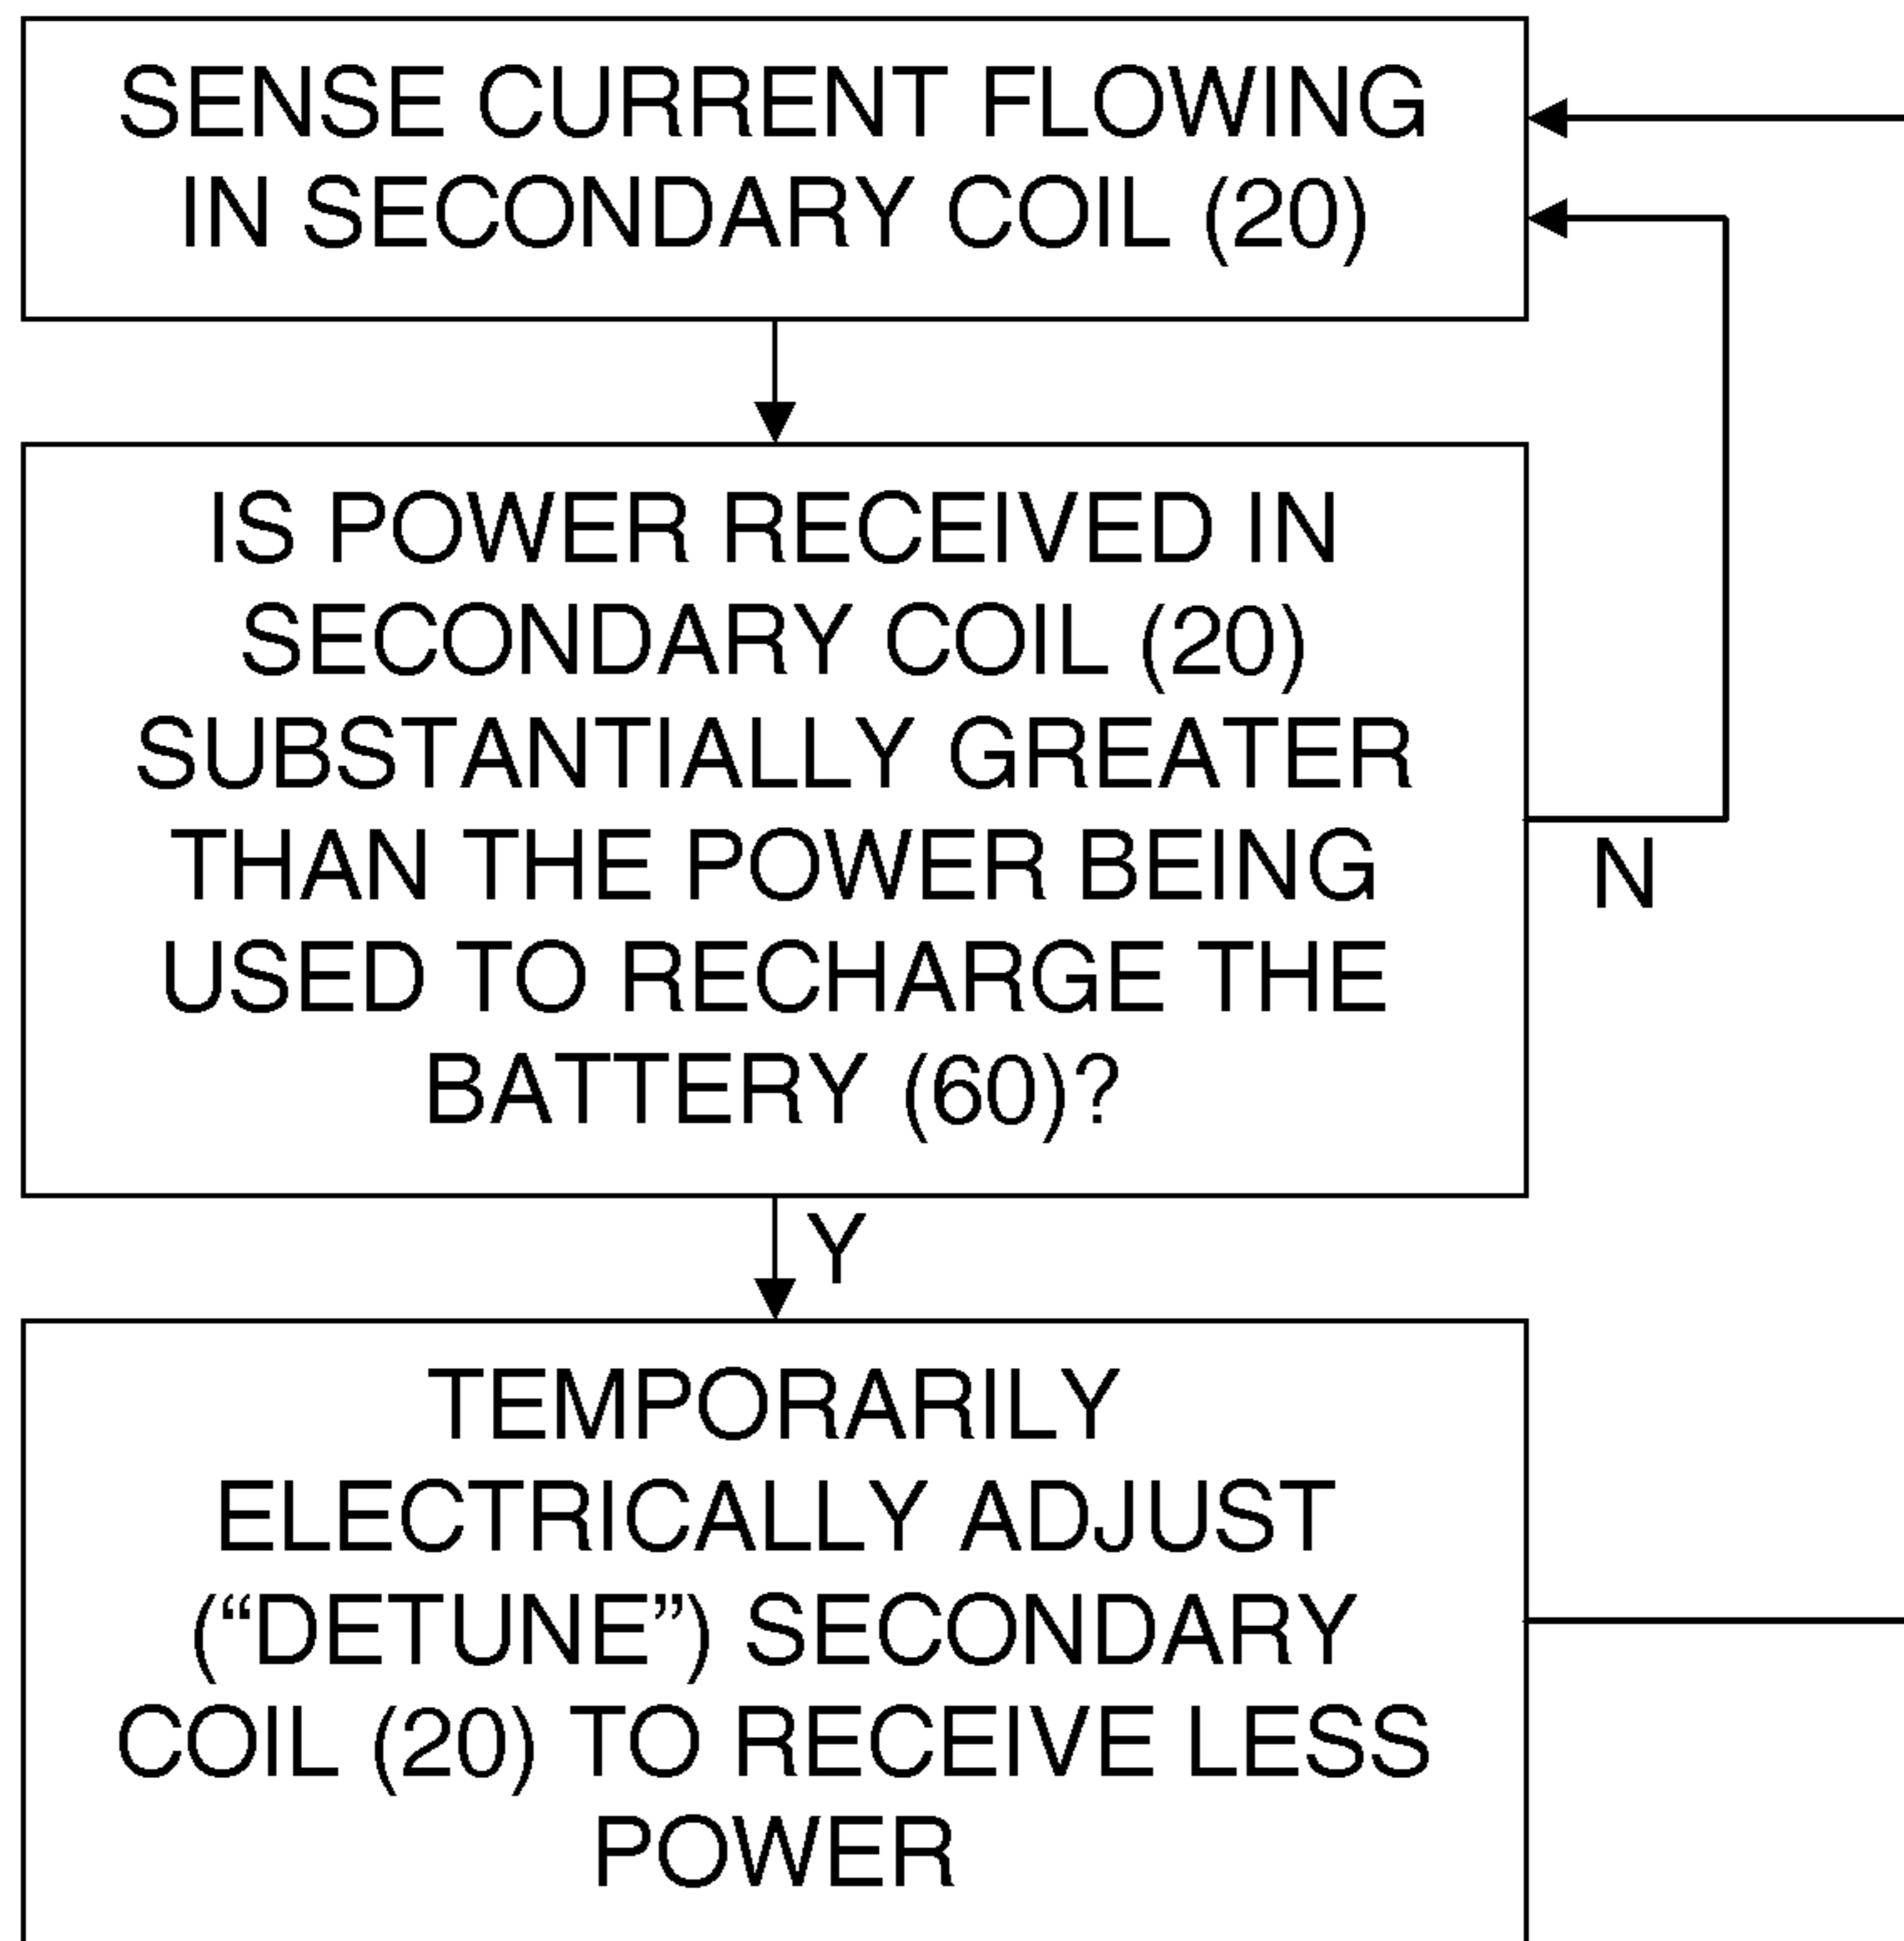 SENSE CURRENT FLOWING
IN SECONDARY COIL (20)
IS POWER RECEIVED IN
SECONDARY COIL (20)
SUBSTANTIALLY GREATER
THAN THE POWER BEING
USED TO RECHARGE THE
BATTERY (60)?
N
Y
TEMPORARILY
ELECTRICALLY ADJUST
(“DETUNE”) SECONDARY
COIL (20) TO RECEIVE LESS
POWER